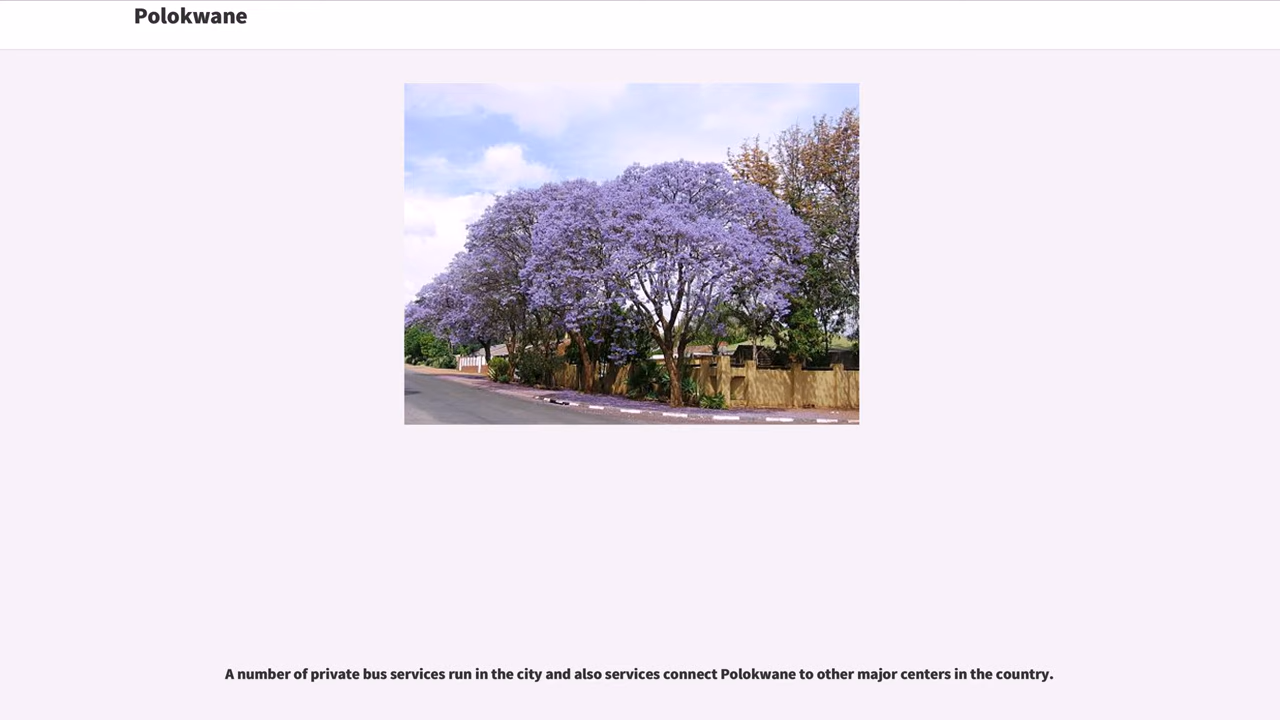 Polokwane
A number of private bus services run in the city and also services connect Polokwane to other major centers in the country.